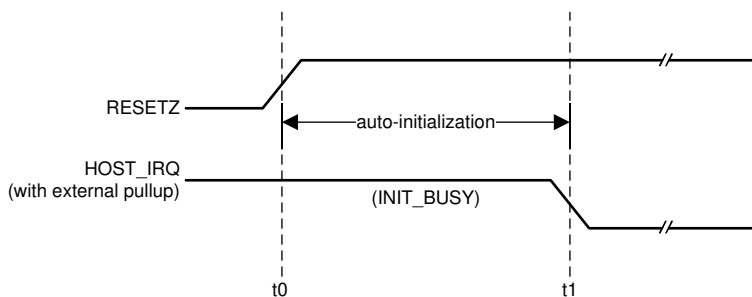 RESETZ
auto-initialization
HOST_IRQ
(with external pullup)
(INIT_BUSY)
t0
t1